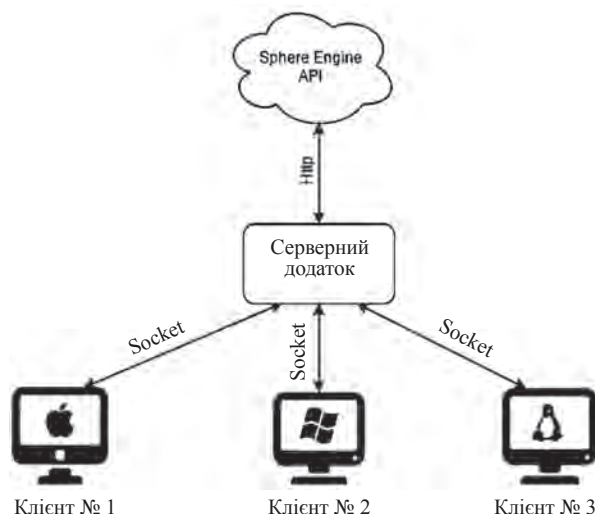 Sphere Engine
API
Http
Серверний
додаток
Socket
Socket
Socket
Клієнт № 1
Клієнт № 2
Клієнт № 3